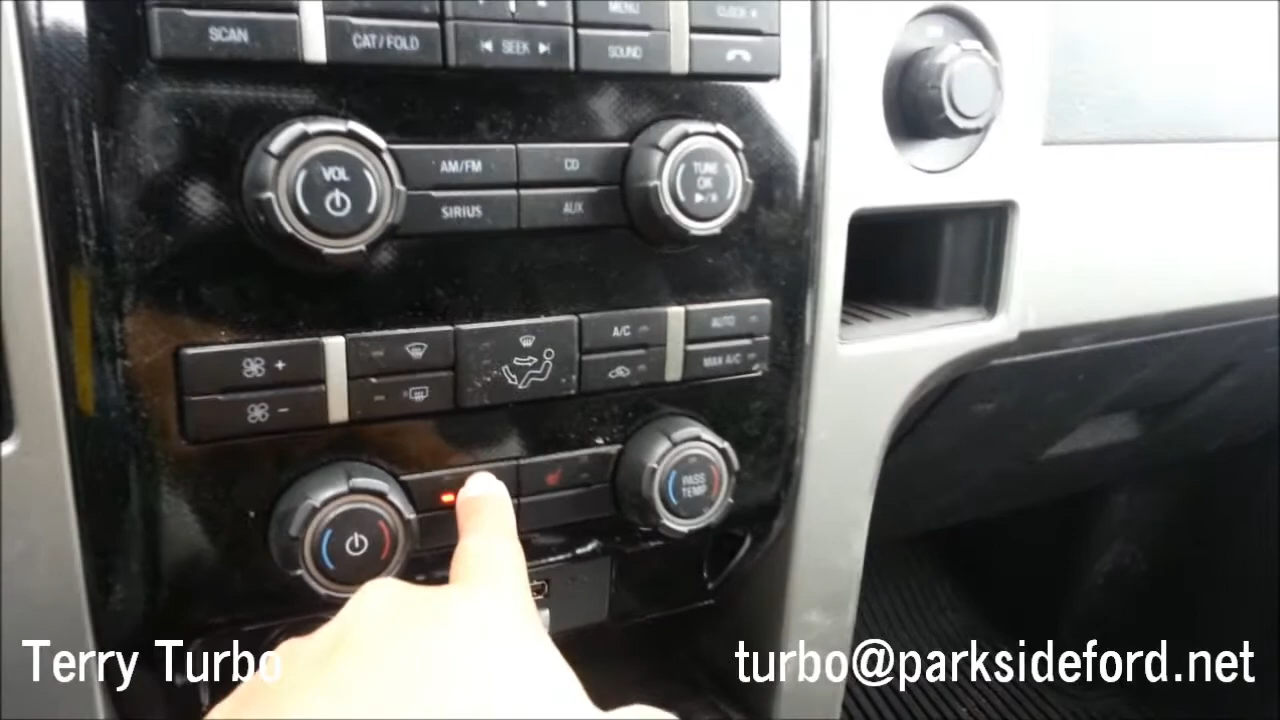 MENU
CLOCK
SCAN
CAT/FOLD
SEEK
SOUND
VOL
AM/FM
CD
TUNE
OK
SIRIUS
AUX
A/C
AUTO
MAX A/C
PASS
TEMP
Terry Turbo
turbo@parksideford.net